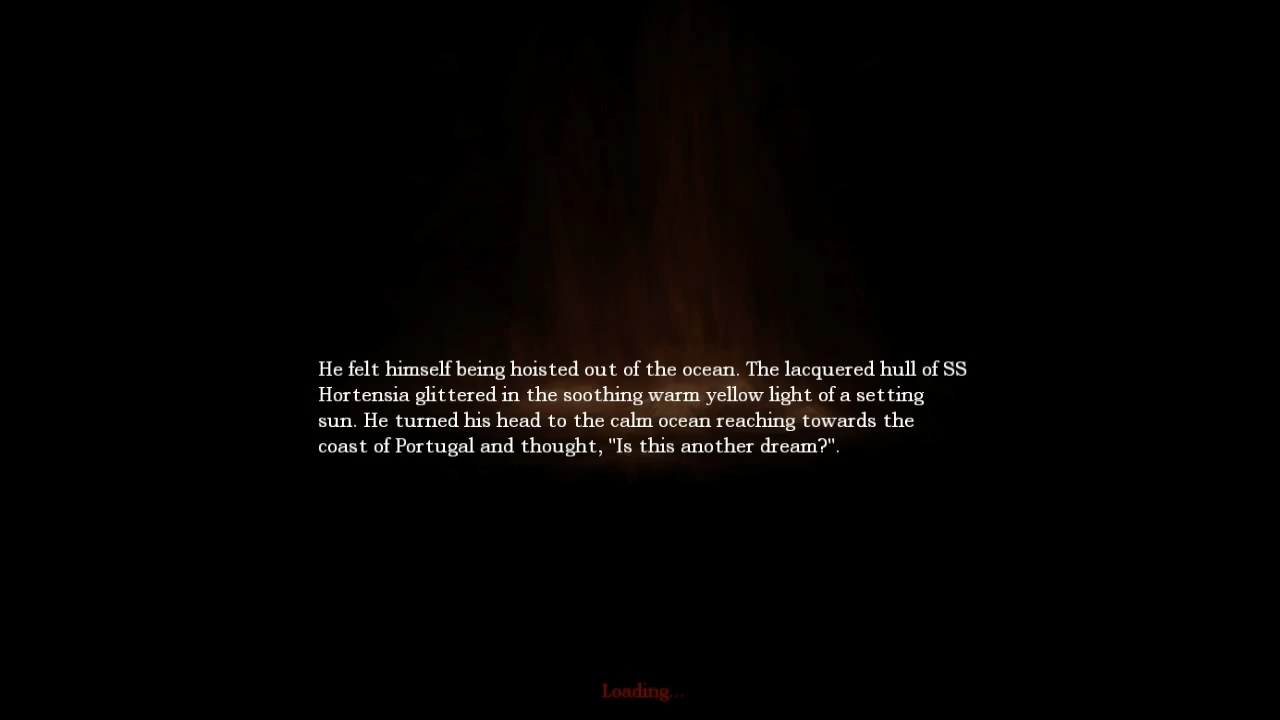 He felt himself being hoisted out of the ocean. The lacquered hull of SS
Hortensia glittered in the soothing warm yellow light of a setting
sun. He turned his head to the calm ocean reaching towards the
coast of Portugal and thought, "Is this another dream?".
Loading...